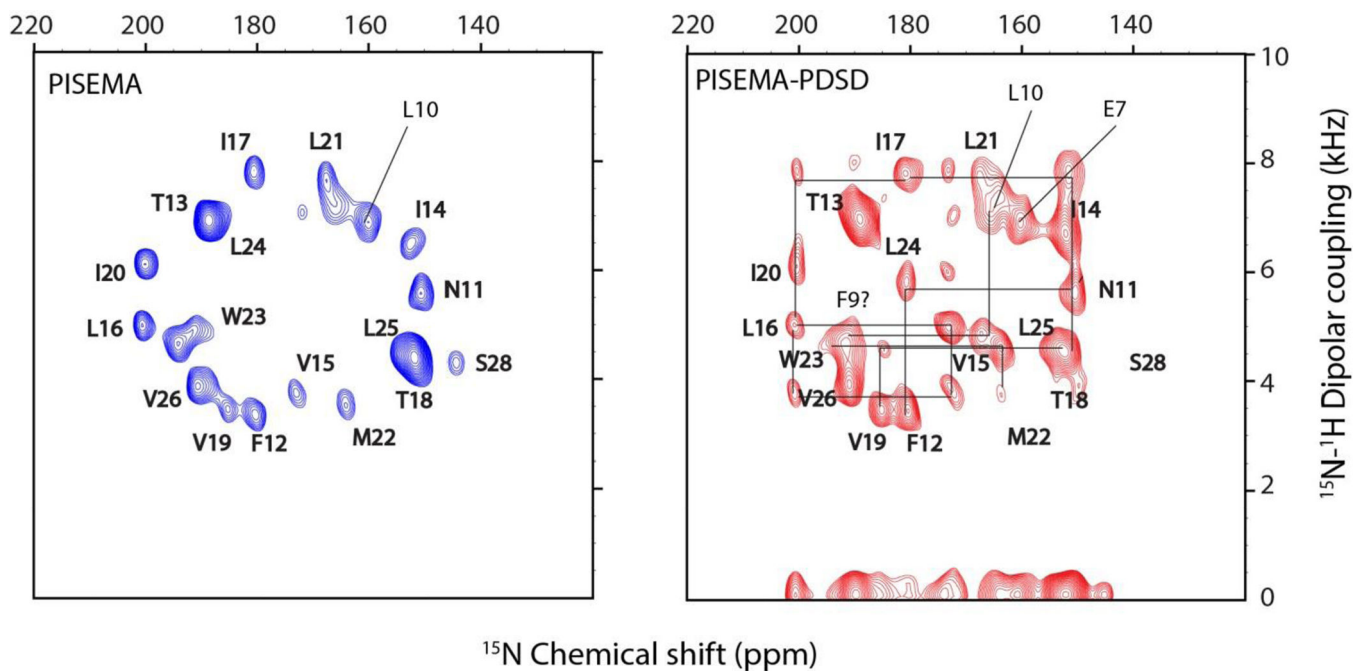 220 200 180 160 140
220 200 180 160 140
PISEMA
L10
I17
L21
T13
I14
L24
I20
N11
L16
W23
L25
V15
S28
V26
T18
V19
F12
M22
PISEMA-PDSD
L10
E7
I17
L21
T13
I14
L24
I20
F9?
N11
L16
L25
W23
V15
S28
V26
T18
V19
F12
M22
10
8
6
4
2
0
¹⁵N-¹H Dipolar coupling (kHz)
¹⁵N Chemical shift (ppm)